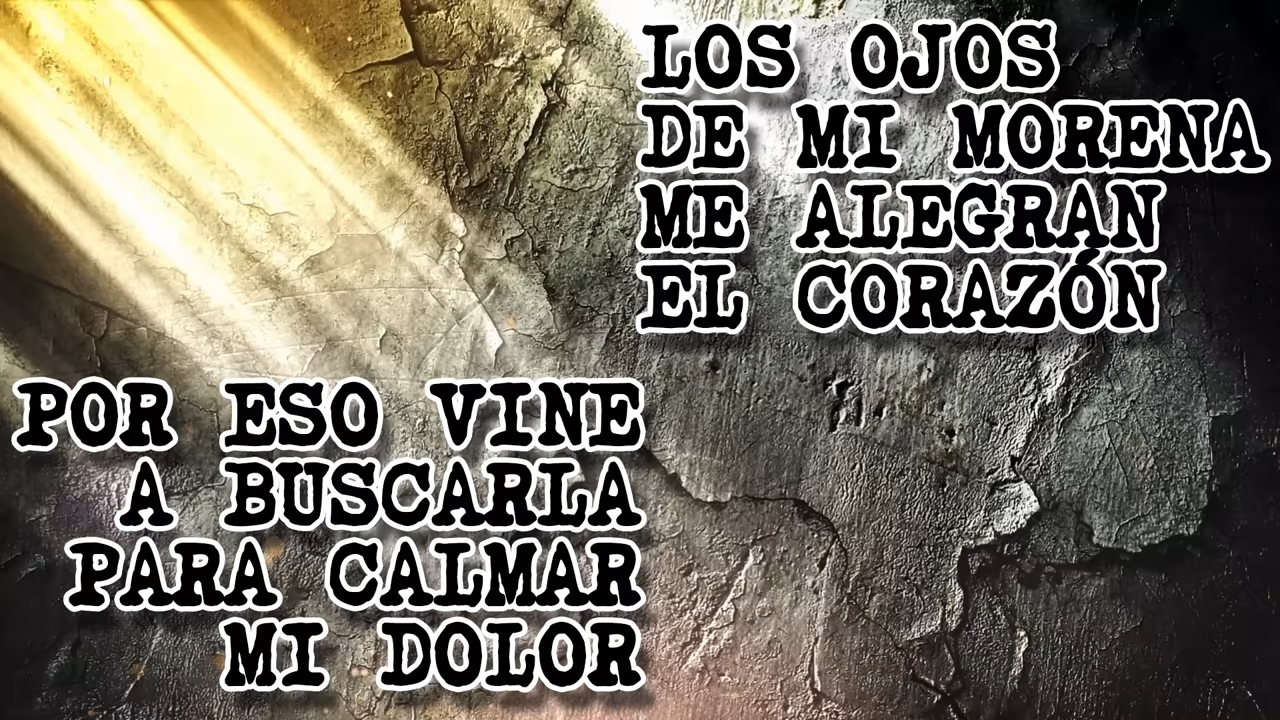 LOS OJOS
DE MI MORENA
ME ALEGRAN
EL CORAZÓN
POR ESO VINE
A BUSCARLA
PARA CALMAR
MI DOLOR